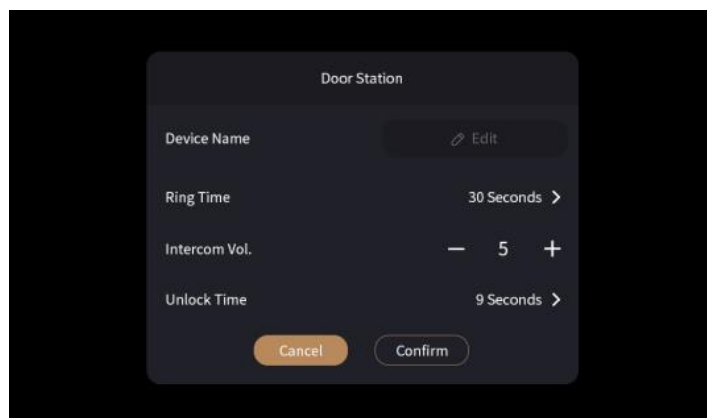 Door Station
Device Name Edit
Ring Time 30 Seconds >
Intercom Vol. — 5 +
Unlock Time 9 Seconds >
Cancel Confirm